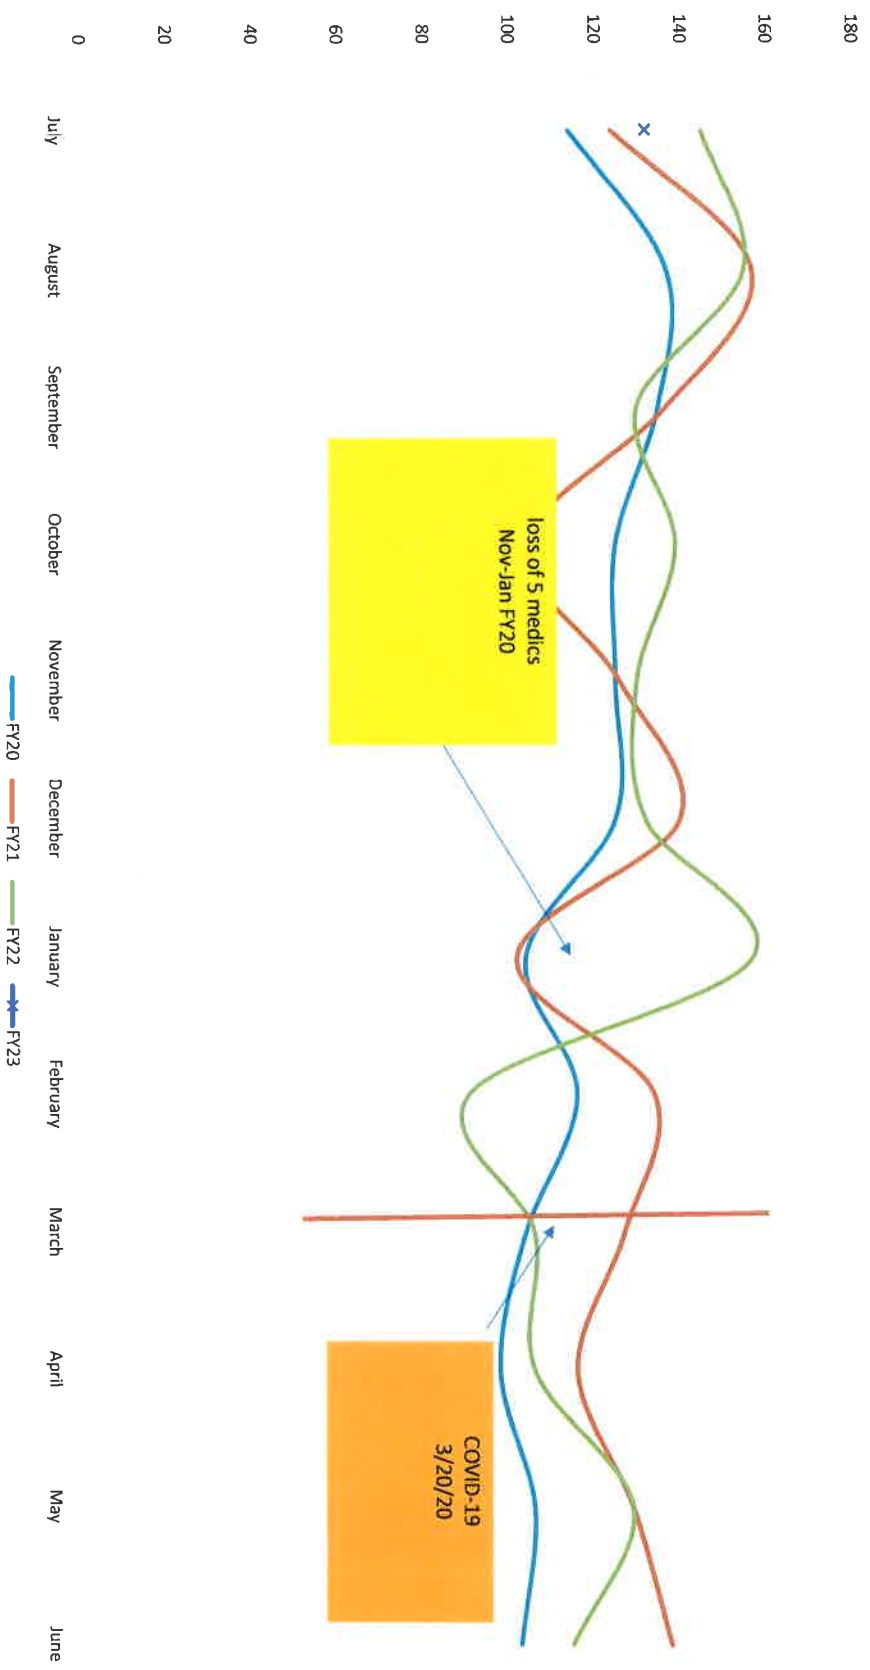 180
160
140
120
100
80
60
40
20
0
loss of 5 medics
Nov-Jan FY20
COVID-19
3/20/20
July August September October November December January February March April May June
FY20 FY21 FY22 FY23